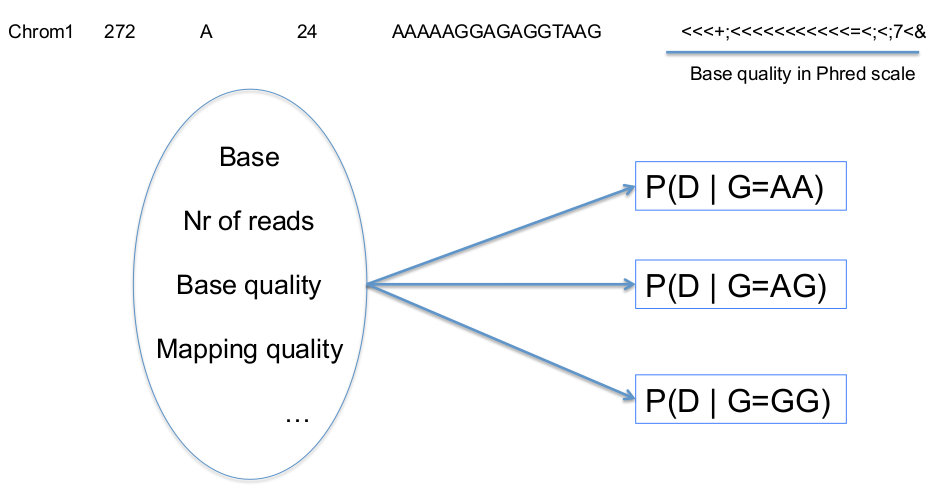 Chrom1 272 A 24 AAAAAGGAGAGGTAAG <<<+;<<<<<<<<<<<=<;<;7<&
Base quality in Phred scale
Base
Nr of reads
Base quality
Mapping quality
…
P(D | G=AA)
P(D | G=AG)
P(D | G=GG)